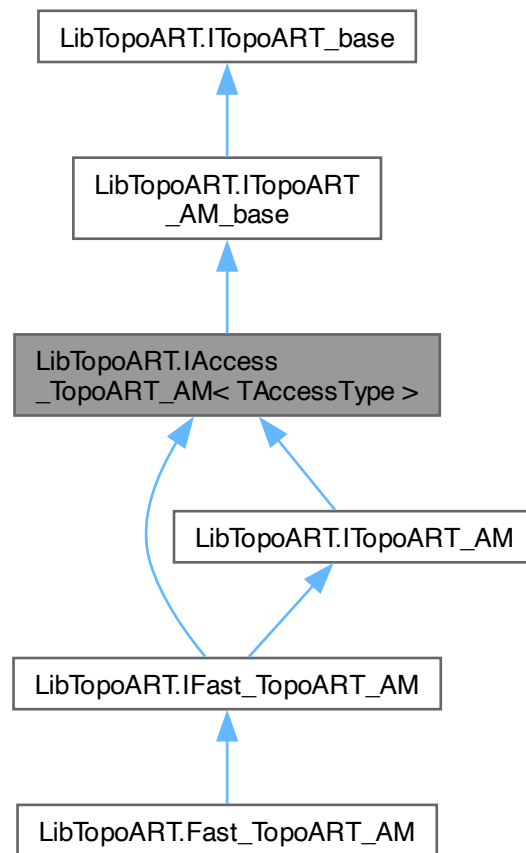 LibTopoART.ITopoART_base
LibTopoART.ITopoART
_AM_base
LibTopoART.IAccess
_TopoART_AM< TAccessType >
LibTopoART.ITopoART_AM
LibTopoART.IFast_TopoART_AM
LibTopoART.Fast_TopoART_AM